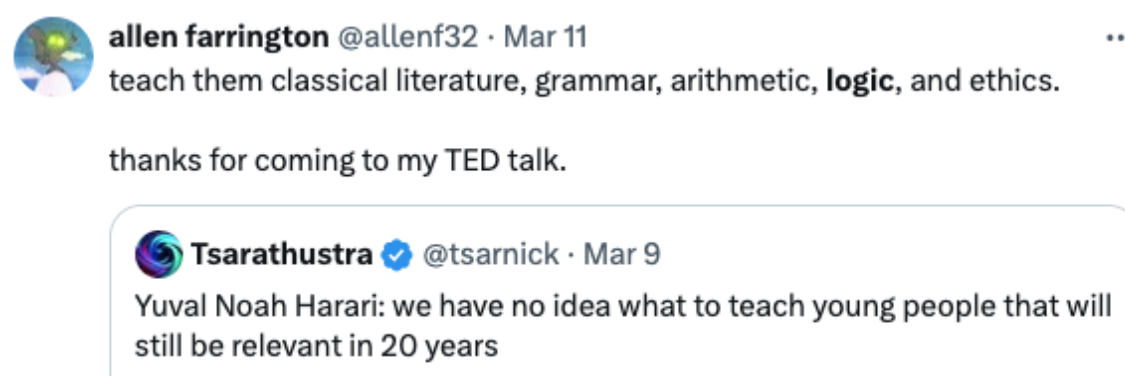 allen farrington @allenf32 · Mar 11
teach them classical literature, grammar, arithmetic, logic, and ethics.
thanks for coming to my TED talk.
Tsarathustra @tsarnick · Mar 9
Yuval Noah Harari: we have no idea what to teach young people that will
still be relevant in 20 years